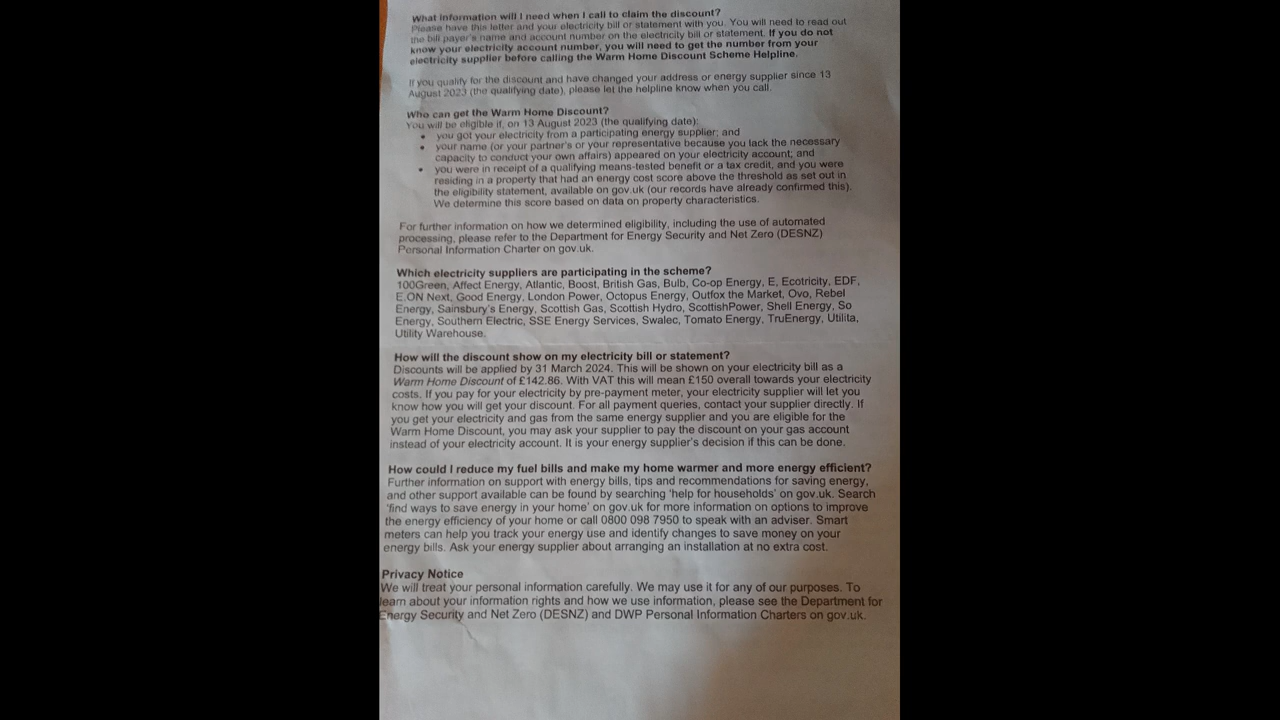 What information will I need when I call to claim the discount?
Please have this letter and your electricity bill or statement with you. You will need to read out
the bill payer's name and account number on the electricity bill or statement. If you do not
know your electricity account number, you will need to get the number from your
electricity supplier before calling the Warm Home Discount Scheme Helpline.
If you qualify for the discount and have changed your address or energy supplier since 13
August 2023 (the qualifying date), please let the helpline know when you call.
Who can get the Warm Home Discount?
You will be eligible if, on 13 August 2023 (the qualifying date):
• you got your electricity from a participating energy supplier; and
• your name (or your partner's or your representative because you lack the necessary
capacity to conduct your own affairs) appeared on your electricity account; and
• you were in receipt of a qualifying means-tested benefit or a tax credit, and you were
residing in a property that had an energy cost score above the threshold as set out in
the eligibility statement, available on gov.uk (our records have already confirmed this).
We determine this score based on data on property characteristics.
For further information on how we determined eligibility, including the use of automated
processing, please refer to the Department for Energy Security and Net Zero (DESNZ)
Personal Information Charter on gov.uk.
Which electricity suppliers are participating in the scheme?
100Green, Affect Energy, Atlantic, Boost, British Gas, Bulb, Co-op Energy, E, Ecotricity, EDF,
E.ON Next, Good Energy, London Power, Octopus Energy, Outfox the Market, Ovo, Rebel
Energy, Sainsbury's Energy, Scottish Gas, Scottish Hydro, ScottishPower, Shell Energy, So
Energy, Southern Electric, SSE Energy Services, Swalec, Tomato Energy, TruEnergy, Utilita,
Utility Warehouse.
How will the discount show on my electricity bill or statement?
Discounts will be applied by 31 March 2024. This will be shown on your electricity bill as a
Warm Home Discount of £142.86. With VAT this will mean £150 overall towards your electricity
costs. If you pay for your electricity by pre-payment meter, your electricity supplier will let you
know how you will get your discount. For all payment queries, contact your supplier directly. If
you get your electricity and gas from the same energy supplier and you are eligible for the
Warm Home Discount, you may ask your supplier to pay the discount on your gas account
instead of your electricity account. It is your energy supplier's decision if this can be done.
How could I reduce my fuel bills and make my home warmer and more energy efficient?
Further information on support with energy bills, tips and recommendations for saving energy,
and other support available can be found by searching 'help for households' on gov.uk. Search
'find ways to save energy in your home' on gov.uk for more information on options to improve
the energy efficiency of your home or call 0800 098 7950 to speak with an adviser. Smart
meters can help you track your energy use and identify changes to save money on your
energy bills. Ask your energy supplier about arranging an installation at no extra cost.
Privacy Notice
We will treat your personal information carefully. We may use it for any of our purposes. To
learn about your information rights and how we use information, please see the Department for
Energy Security and Net Zero (DESNZ) and DWP Personal Information Charters on gov.uk.